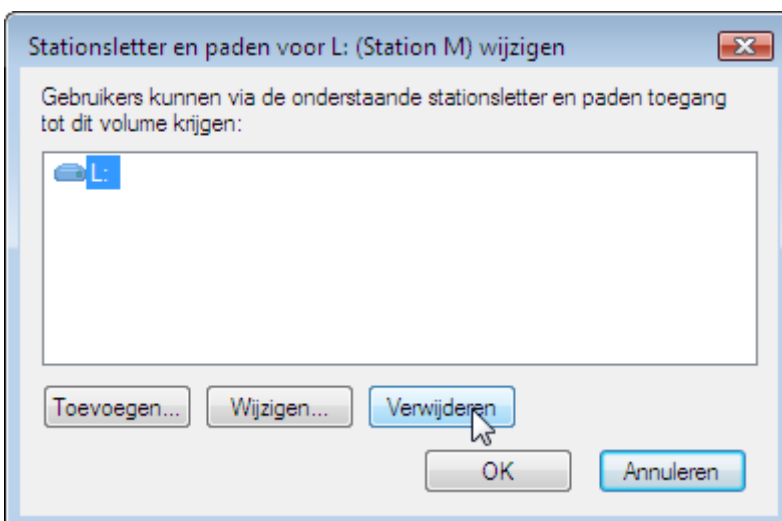 Stationsletter en paden voor L: (Station M) wijzigen
Gebruikers kunnen via de onderstaande stationsletter en paden toegang
tot dit volume krijgen:
L:
Toevoegen...
Wijzigen...
Verwijderen
OK
Annuleren